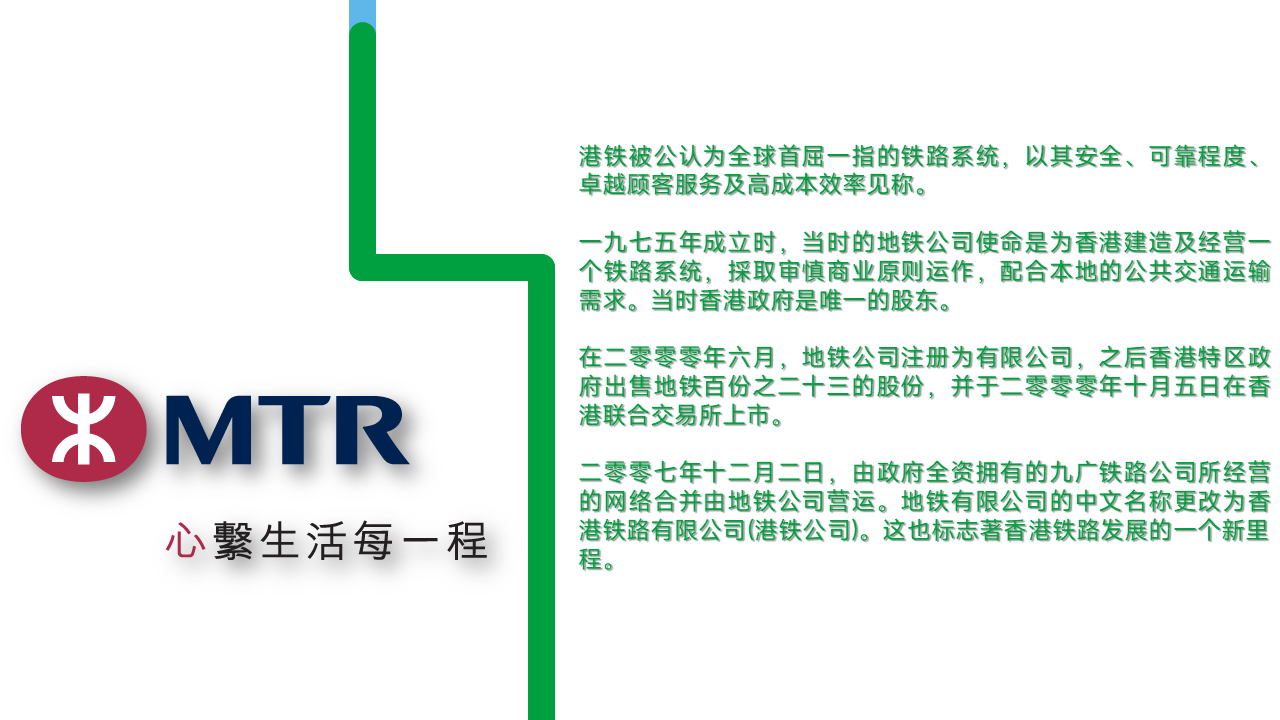 港铁被公认为全球首屈一指的铁路系统，以其安全、可靠程度、
卓越顾客服务及高成本效率见称。
一九七五年成立时，当时的地铁公司使命是为香港建造及经营一
个铁路系统，採取审慎商业原则运作，配合本地的公共交通运输
需求。当时香港政府是唯一的股东。
在二零零零年六月，地铁公司注册为有限公司，之后香港特区政
府出售地铁百份之二十三的股份，并于二零零零年十月五日在香
港联合交易所上市。
二零零七年十二月二日，由政府全资拥有的九广铁路公司所经营
的网络合并由地铁公司营运。地铁有限公司的中文名称更改为香
港铁路有限公司(港铁公司)。这也标志著香港铁路发展的一个新里
程。
MTR
心繫生活每一程